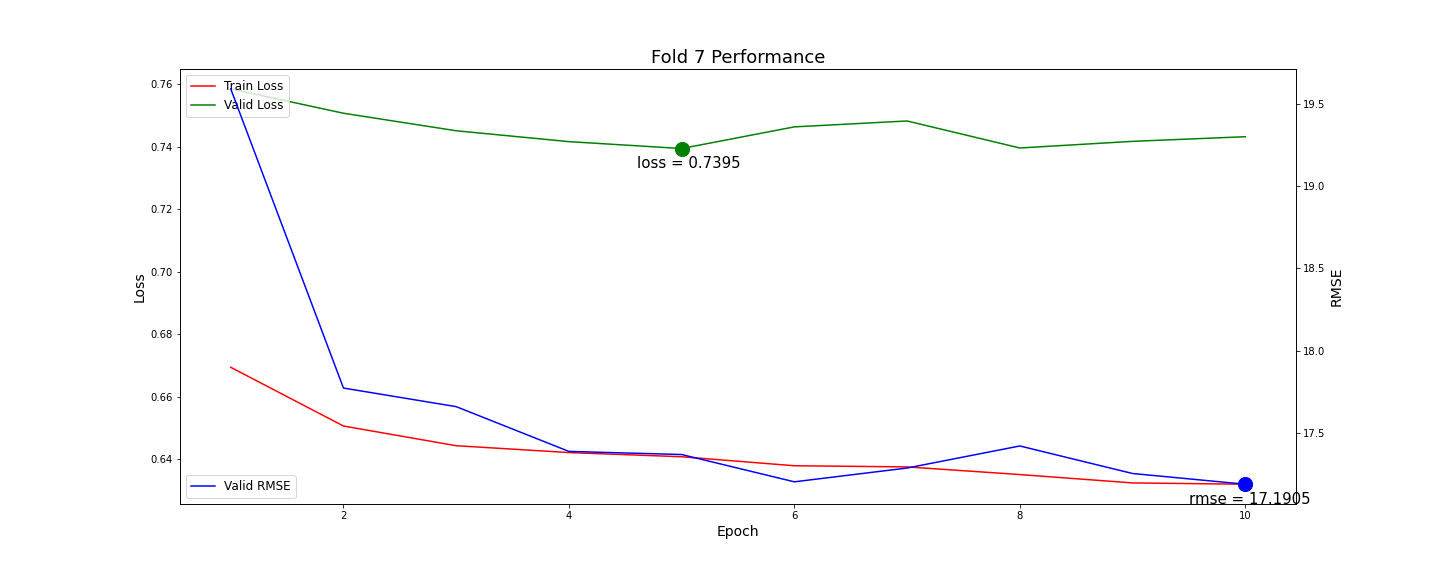 Fold 7 Performance
Train Loss
Valid Loss
Valid RMSE
loss = 0.7395
rmse = 17.1905
Loss
0.76
0.74
0.72
0.70
0.68
0.66
0.64
RMSE
19.5
19.0
18.5
18.0
17.5
2
4
6
8
10
Epoch